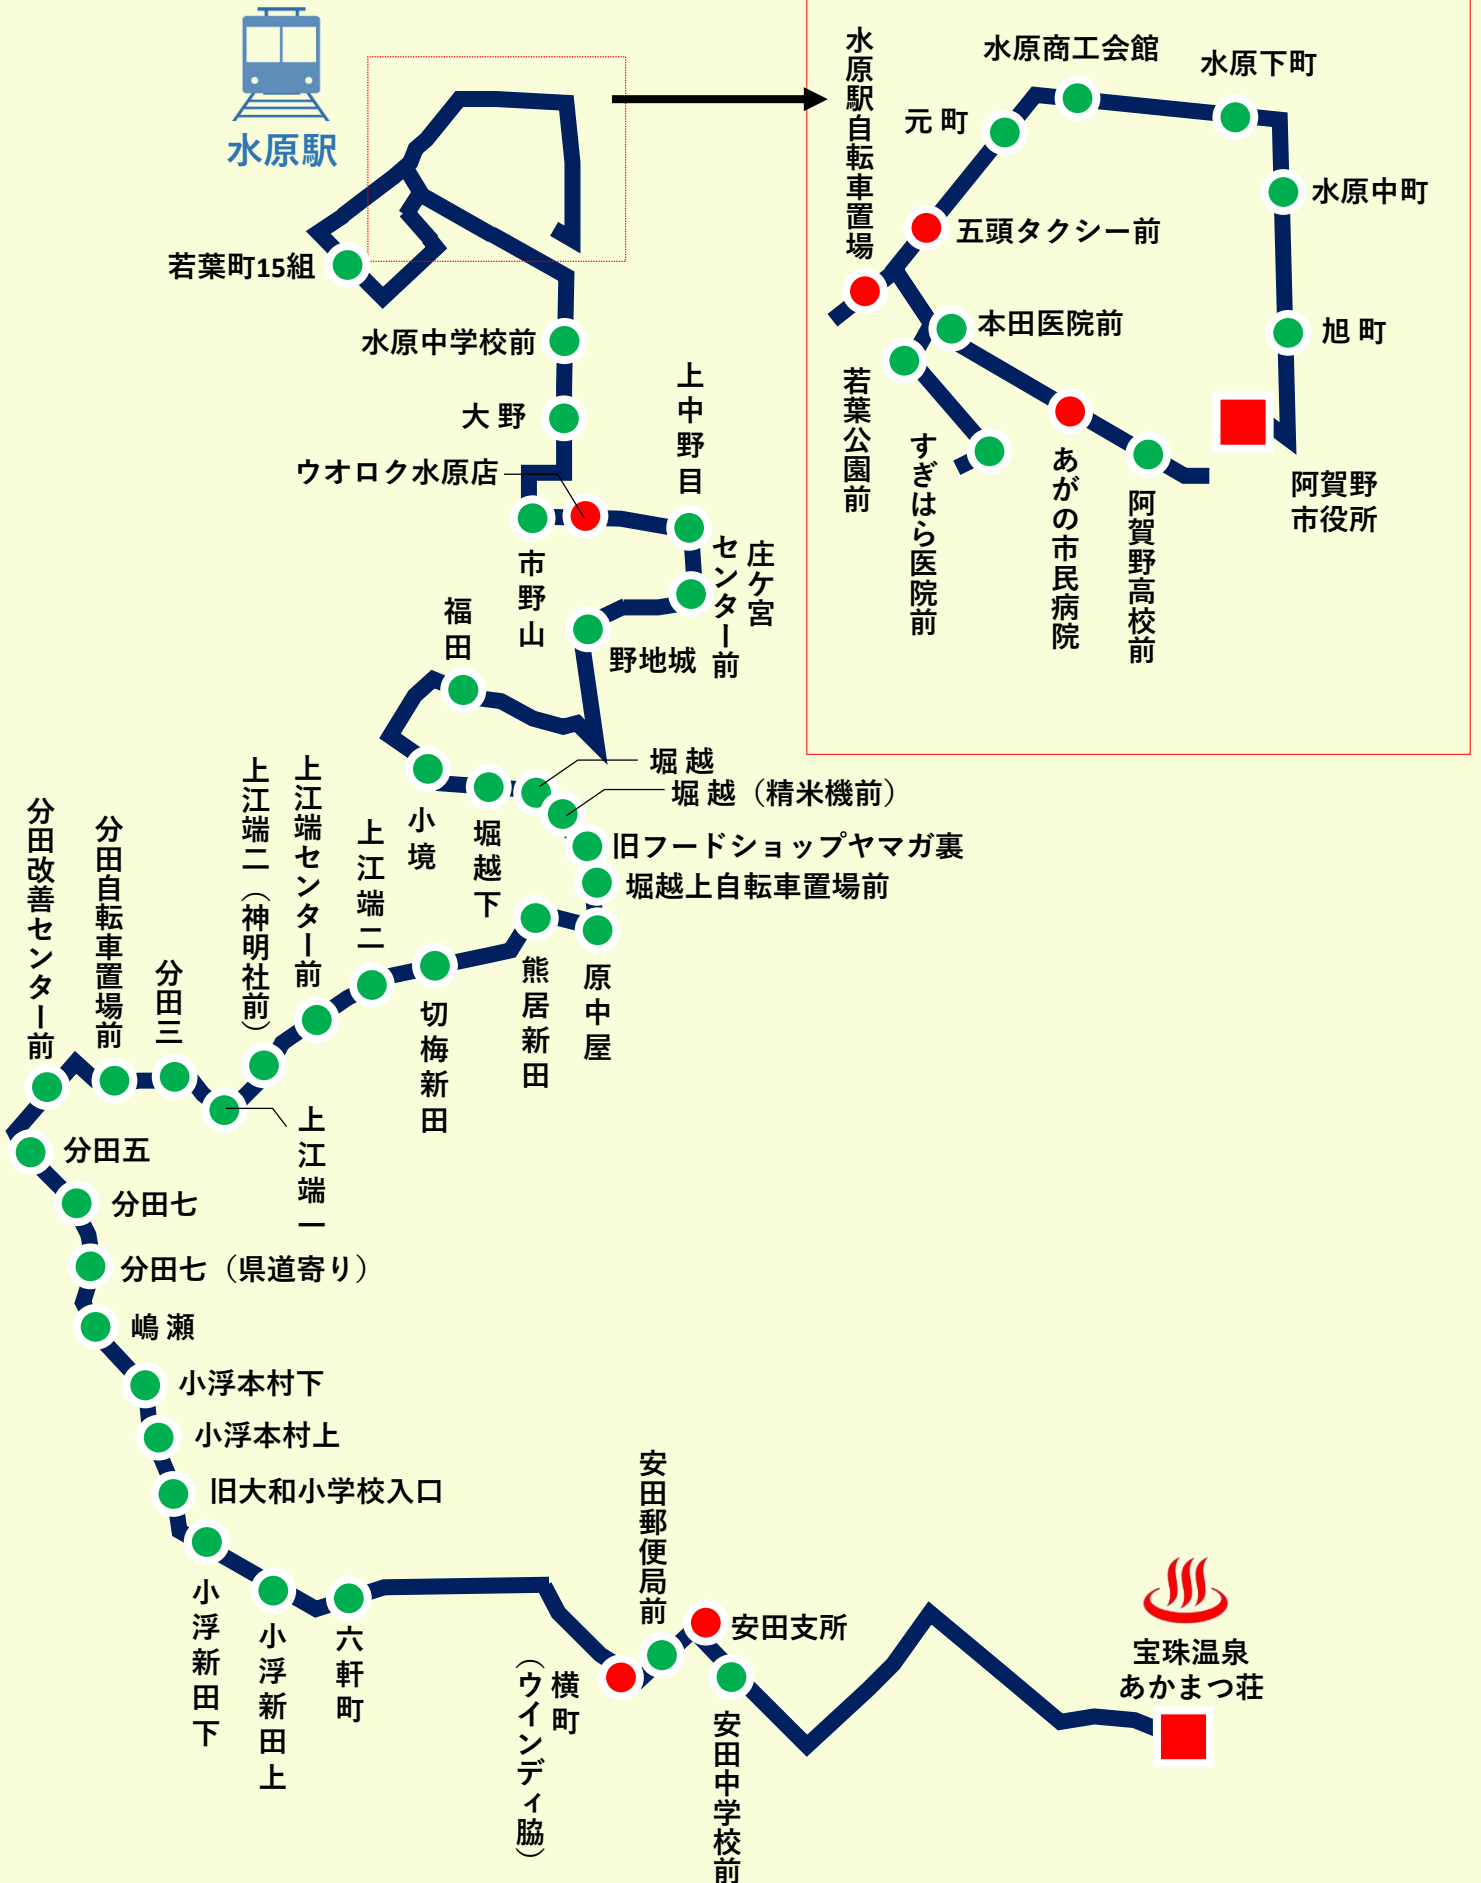 水原駅
若葉町15組
水原中学校前
大 野
ウオロク水原店
市野山
上中野目
庄ケ宮
センター前
野地城
福田
小境
堀越下
堀 越
堀 越（精米機前）
旧フードショップヤマガ裏
堀越上自転車置場前
原中屋
熊居新田
切梅新田
上江端二
上江端センター前
上江端二（神明社前）
上江端一
分田三
分田自転車置場前
分田改善センター前
分田五
分田七
分田七（県道寄り）
嶋 瀬
小浮本村下
小浮本村上
旧大和小学校入口
小浮新田下
小浮新田上
六軒町
横町
（ウインディ脇）
安田郵便局前
安田支所
安田中学校前
宝珠温泉
あかまつ荘
水原駅自転車置場
五頭タクシー前
元 町
水原商工会館
水原下町
水原中町
旭 町
阿賀野
市役所
本田医院前
若葉公園前
すぎはら医院前
あがの市民病院
阿賀野高校前